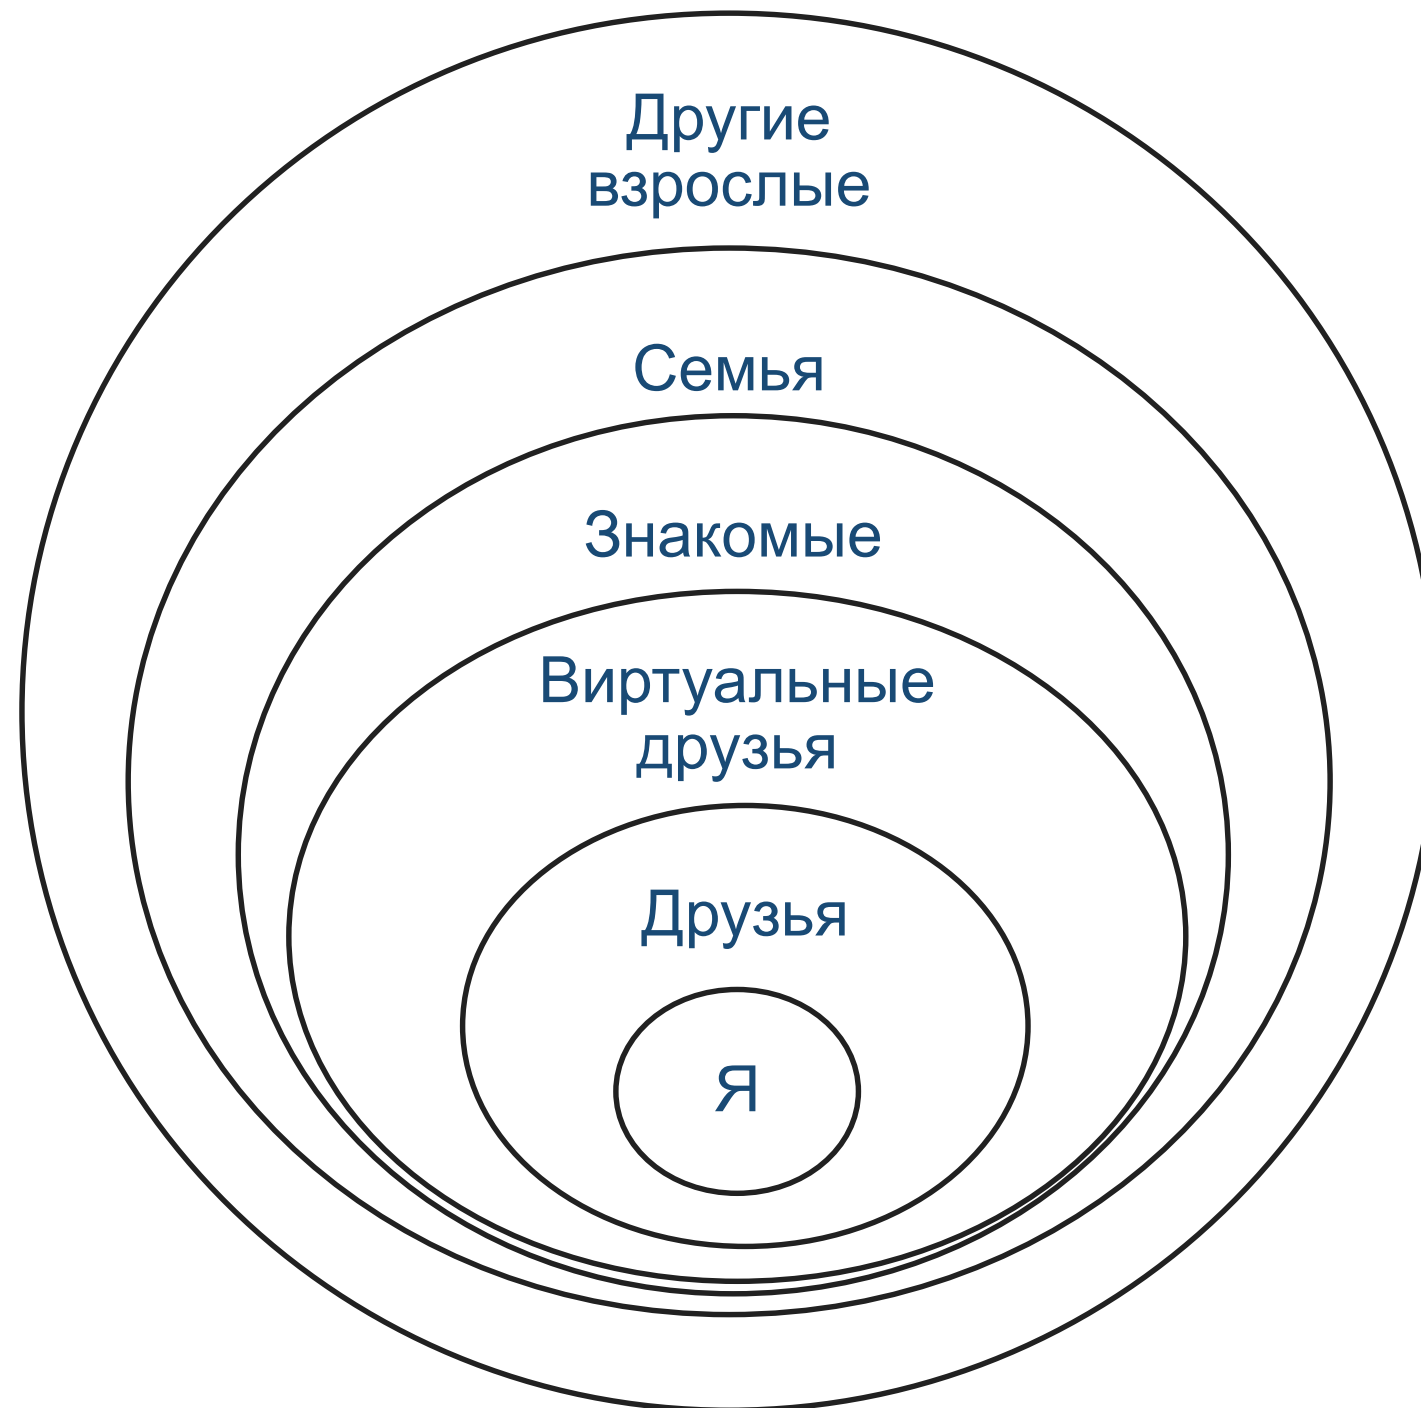 Другие
взрослые
Семья
Знакомые
Виртуальные
друзья
Друзья
Я